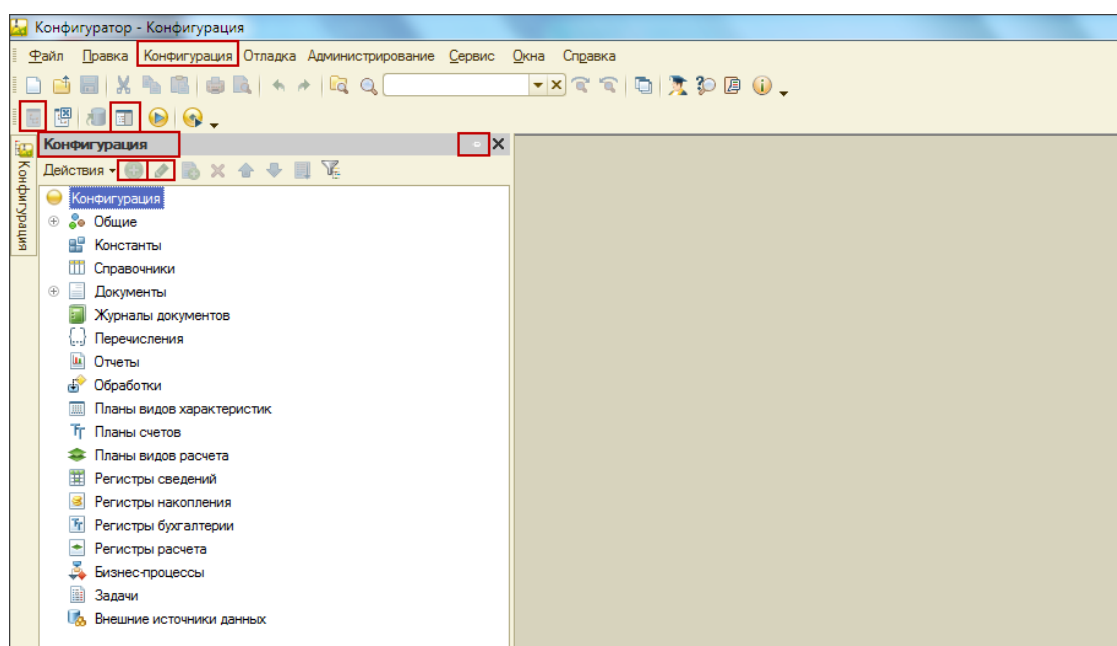 Конфигуратор - Конфигурация
Файл Правка Конфигурация Отладка Администрирование Сервис Окна Справка
Конфигурация
Конфигурация
Действия
Конфигурация
Общие
Константы
Справочники
Документы
Журналы документов
Перечисления
Отчеты
Обработки
Планы видов характеристик
Планы счетов
Планы видов расчета
Регистры сведений
Регистры накопления
Регистры бухгалтерии
Регистры расчета
Бизнес-процессы
Задачи
Внешние источники данных